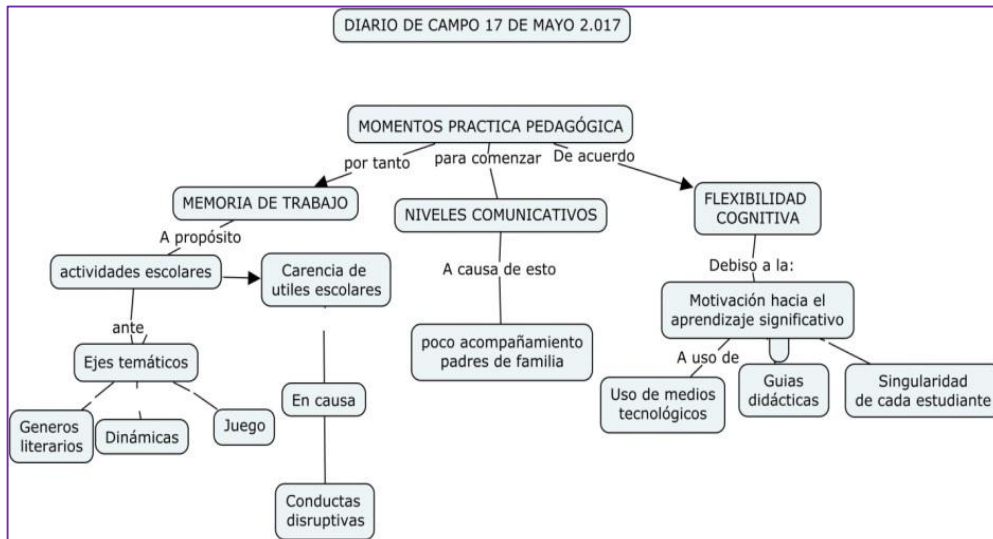 DIARIO DE CAMPO 17 DE MAYO 2.017
MOMENTOS PRACTICA PEDAGÓGICA
por tanto
para comenzar
De acuerdo
MEMORIA DE TRABAJO
NIVELES COMUNICATIVOS
FLEXIBILIDAD
COGNITIVA
A propósito
actividades escolares
Carencia de
utiles escolares
A causa de esto
Debiso a la:
Motivación hacia el
aprendizaje significativo
ante
Ejes temáticos
poco acompañamiento
padres de familia
A uso de
Uso de medios
tecnológicos
Guias
didácticas
Singularidad
de cada estudiante
En causa
Generos
literarios
Dinámicas
Juego
Conductas
disruptivas